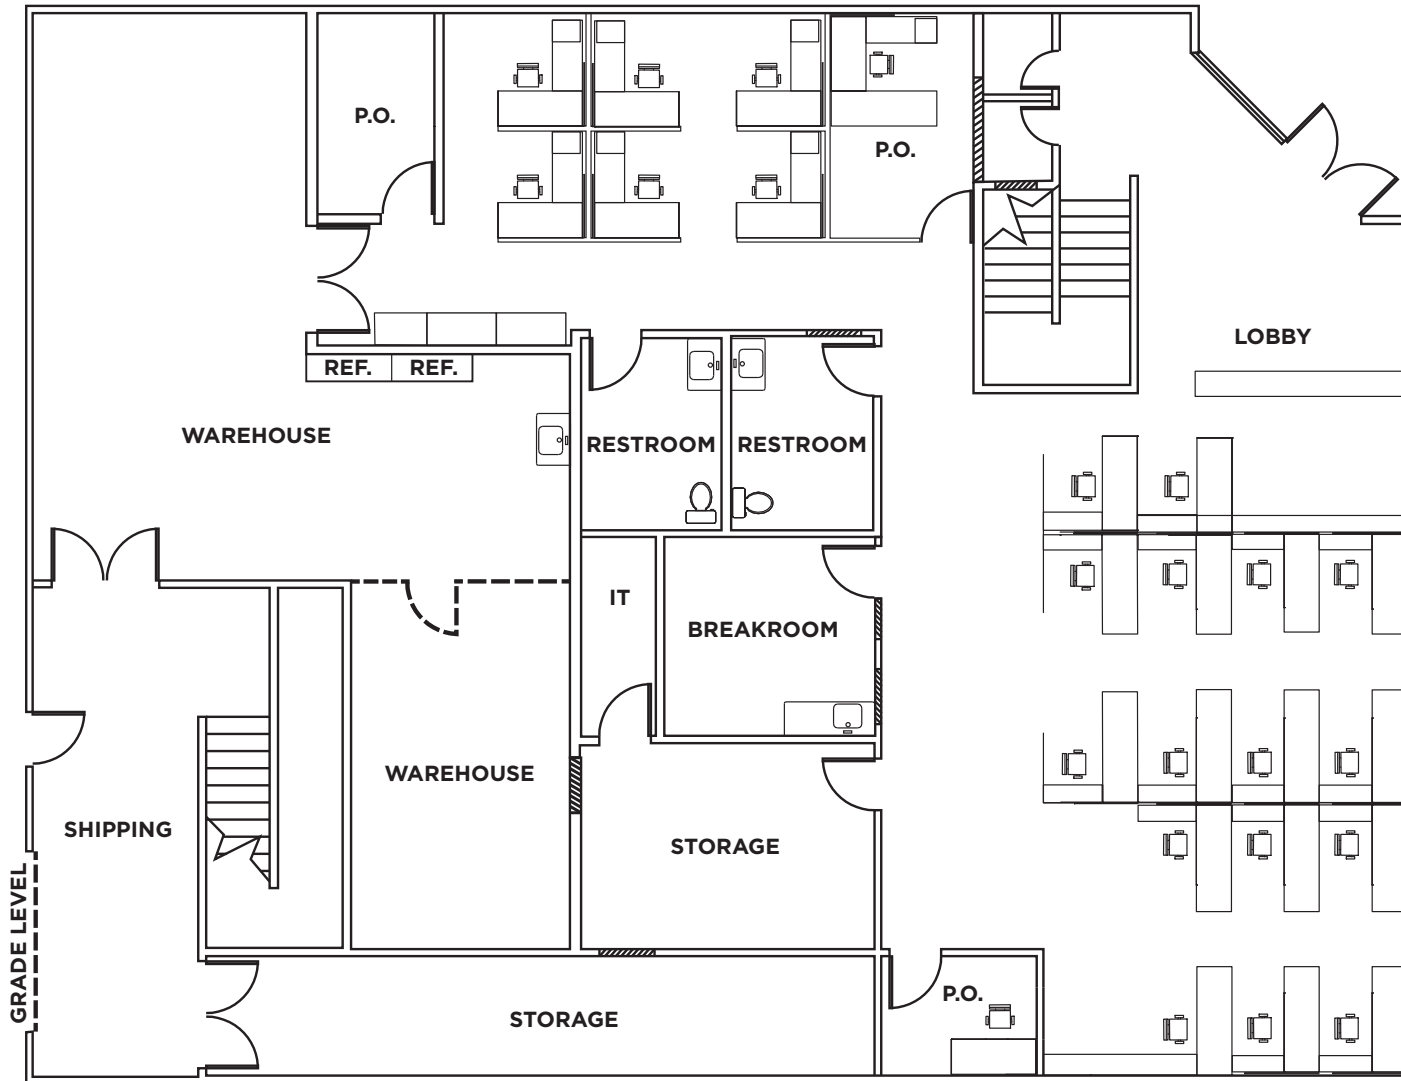 P.O.
P.O.
LOBBY
REF.
REF.
WAREHOUSE
RESTROOM
RESTROOM
IT
BREAKROOM
WAREHOUSE
SHIPPING
STORAGE
GRADE LEVEL
P.O.
STORAGE